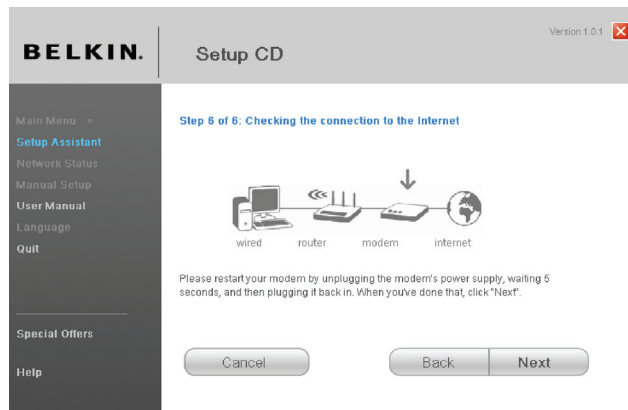 BELKIN.
Setup CD
Version 1.0.1
Main Menu >
Setup Assistant
Network Status
Manual Setup
User Manual
Language
Quit
Special Offers
Help
Step 6 of 6: Checking the connection to the Internet
wired router modem internet
Please restart your modem by unplugging the modem's power supply, waiting 5
seconds, and then plugging it back in. When you've done that, click "Next".
Cancel
Back
Next